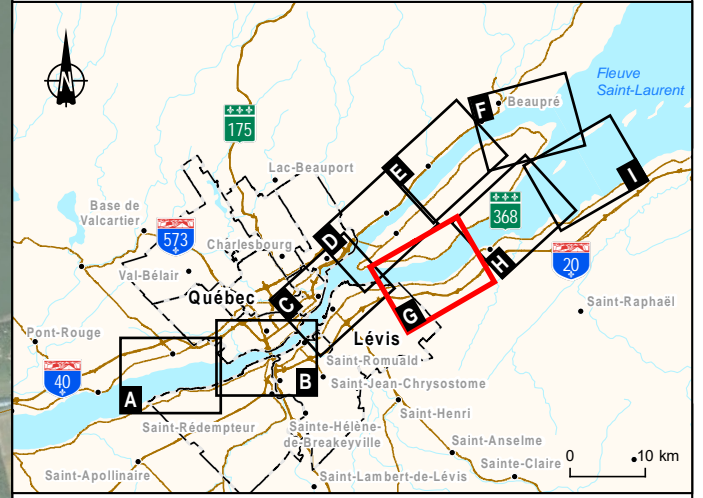 N
Fleuve
Saint-Laurent
F
Beaupré
175
Lac-Beauport
E
I
Base de
Valcartier
573
368
Charlesbourg
D
H
20
Val-Bélair
Québec
C
G
Saint-Raphaël
Pont-Rouge
Lévis
40
A
B
Saint-Romuald
Saint-Jean-Chrysostome
Saint-Henri
Saint-Rédempteur
Sainte-Hélène-
de-Breakeyville
Saint-Anselme
Sainte-Claire
0 10 km
Saint-Apollinaire
Saint-Lambert-de-Lévis